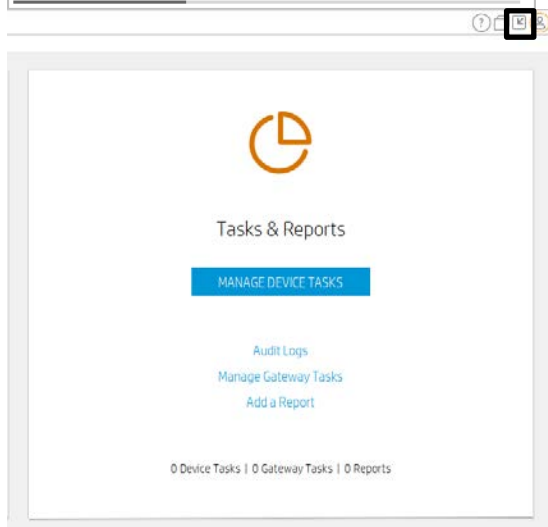 Tasks & Reports
MANAGE DEVICE TASKS
Audit Logs
Manage Gateway Tasks
Add a Report
0 Device Tasks | 0 Gateway Tasks | 0 Reports